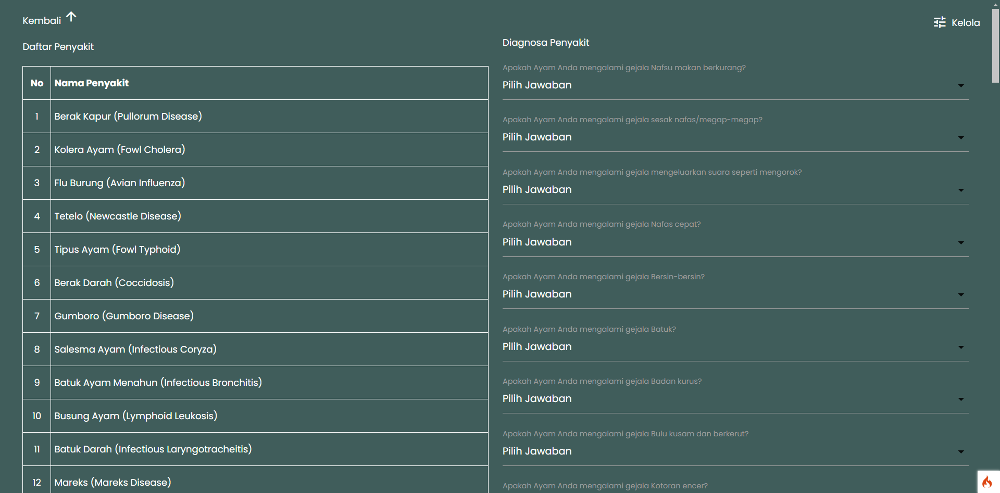 Kembali
Kelola
Daftar Penyakit
No Nama Penyakit
1 Berak Kapur (Pullorum Disease)
2 Kolera Ayam (Fowl Cholera)
3 Flu Burung (Avian Influenza)
4 Tetelo (Newcastle Disease)
5 Tipus Ayam (Fowl Typhoid)
6 Berak Darah (Coccidosis)
7 Gumboro (Gumboro Disease)
8 Salesma Ayam (Infectious Coryza)
9 Batuk Ayam Menahun (Infectious Bronchitis)
10 Busung Ayam (Lymphoid Leukosis)
11 Batuk Darah (Infectious Laryngotracheitis)
12 Mareks (Mareks Disease)
Diagnosa Penyakit
Apakah Ayam Anda mengalami gejala Nafsu makan berkurang?
Pilih Jawaban
Apakah Ayam Anda mengalami gejala sesak nafas/megap-megap?
Pilih Jawaban
Apakah Ayam Anda mengalami gejala mengeluarkan suara seperti mengorok?
Pilih Jawaban
Apakah Ayam Anda mengalami gejala Nafas cepat?
Pilih Jawaban
Apakah Ayam Anda mengalami gejala Bersin-bersin?
Pilih Jawaban
Apakah Ayam Anda mengalami gejala Batuk?
Pilih Jawaban
Apakah Ayam Anda mengalami gejala Badan kurus?
Pilih Jawaban
Apakah Ayam Anda mengalami gejala Bulu kusam dan berkerut?
Pilih Jawaban
Apakah Ayam Anda mengalami gejala Kotoran encer?